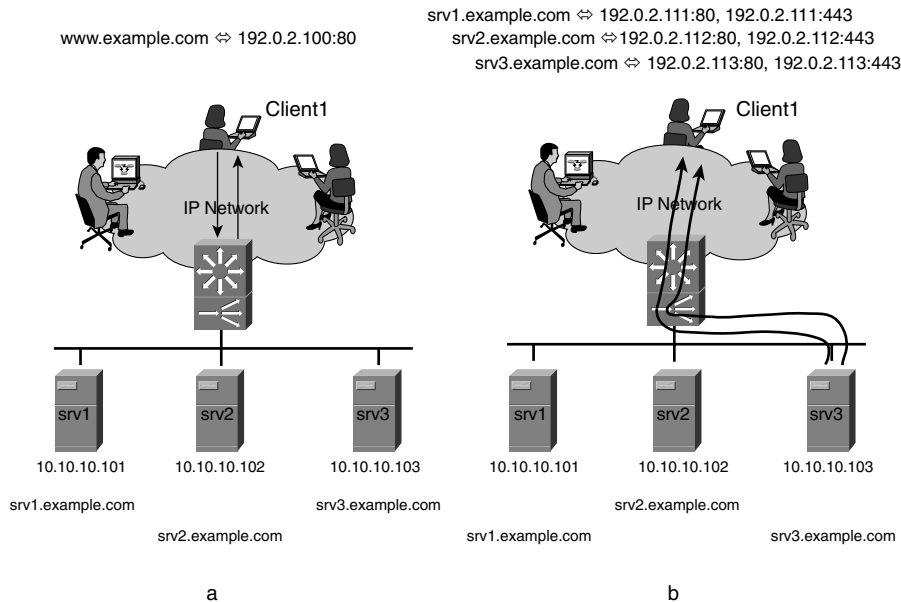 www.example.com ⇔ 192.0.2.100:80
srv1.example.com ⇔ 192.0.2.111:80, 192.0.2.111:443
srv2.example.com ⇔ 192.0.2.112:80, 192.0.2.112:443
srv3.example.com ⇔ 192.0.2.113:80, 192.0.2.113:443
Client1
IP Network
srv1
srv2
srv3
10.10.10.101
10.10.10.102
10.10.10.103
srv1.example.com
srv3.example.com
srv2.example.com
a
Client1
IP Network
srv1
srv2
srv3
10.10.10.101
10.10.10.102
10.10.10.103
srv2.example.com
srv1.example.com
srv3.example.com
b